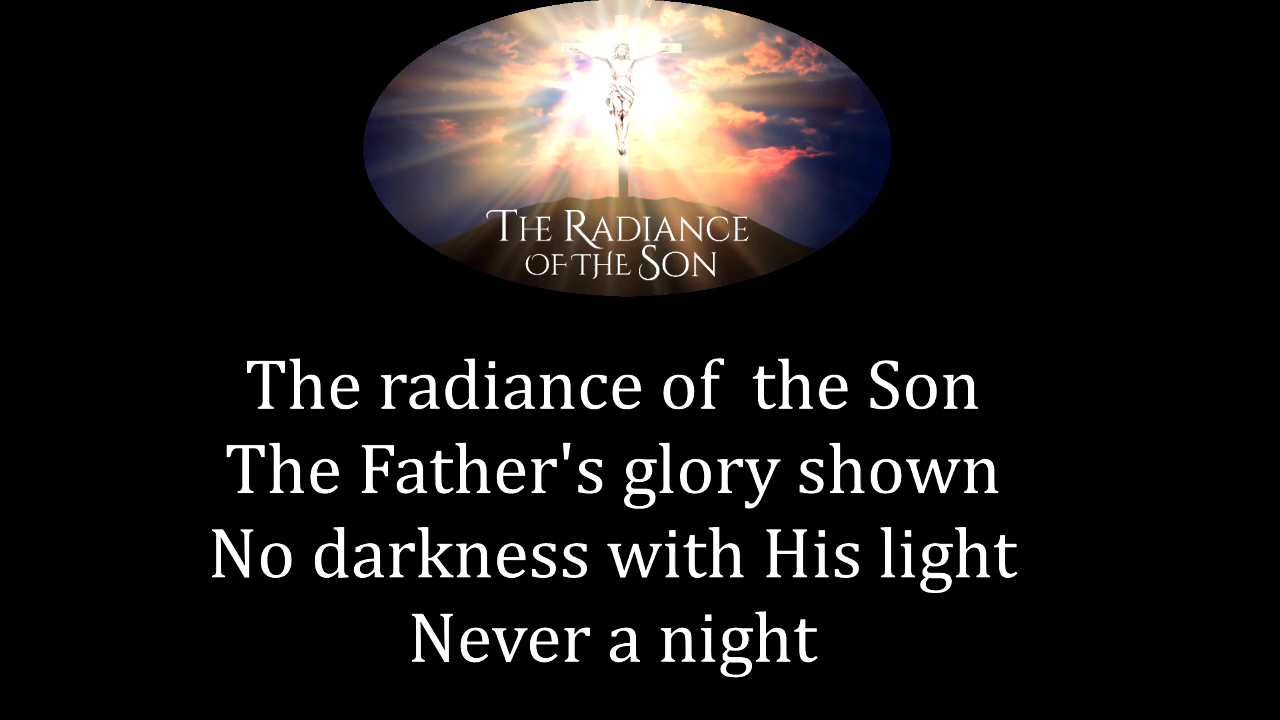 The Radiance
of the Son
The radiance of  the Son
The Father's glory shown
No darkness with His light
Never a night